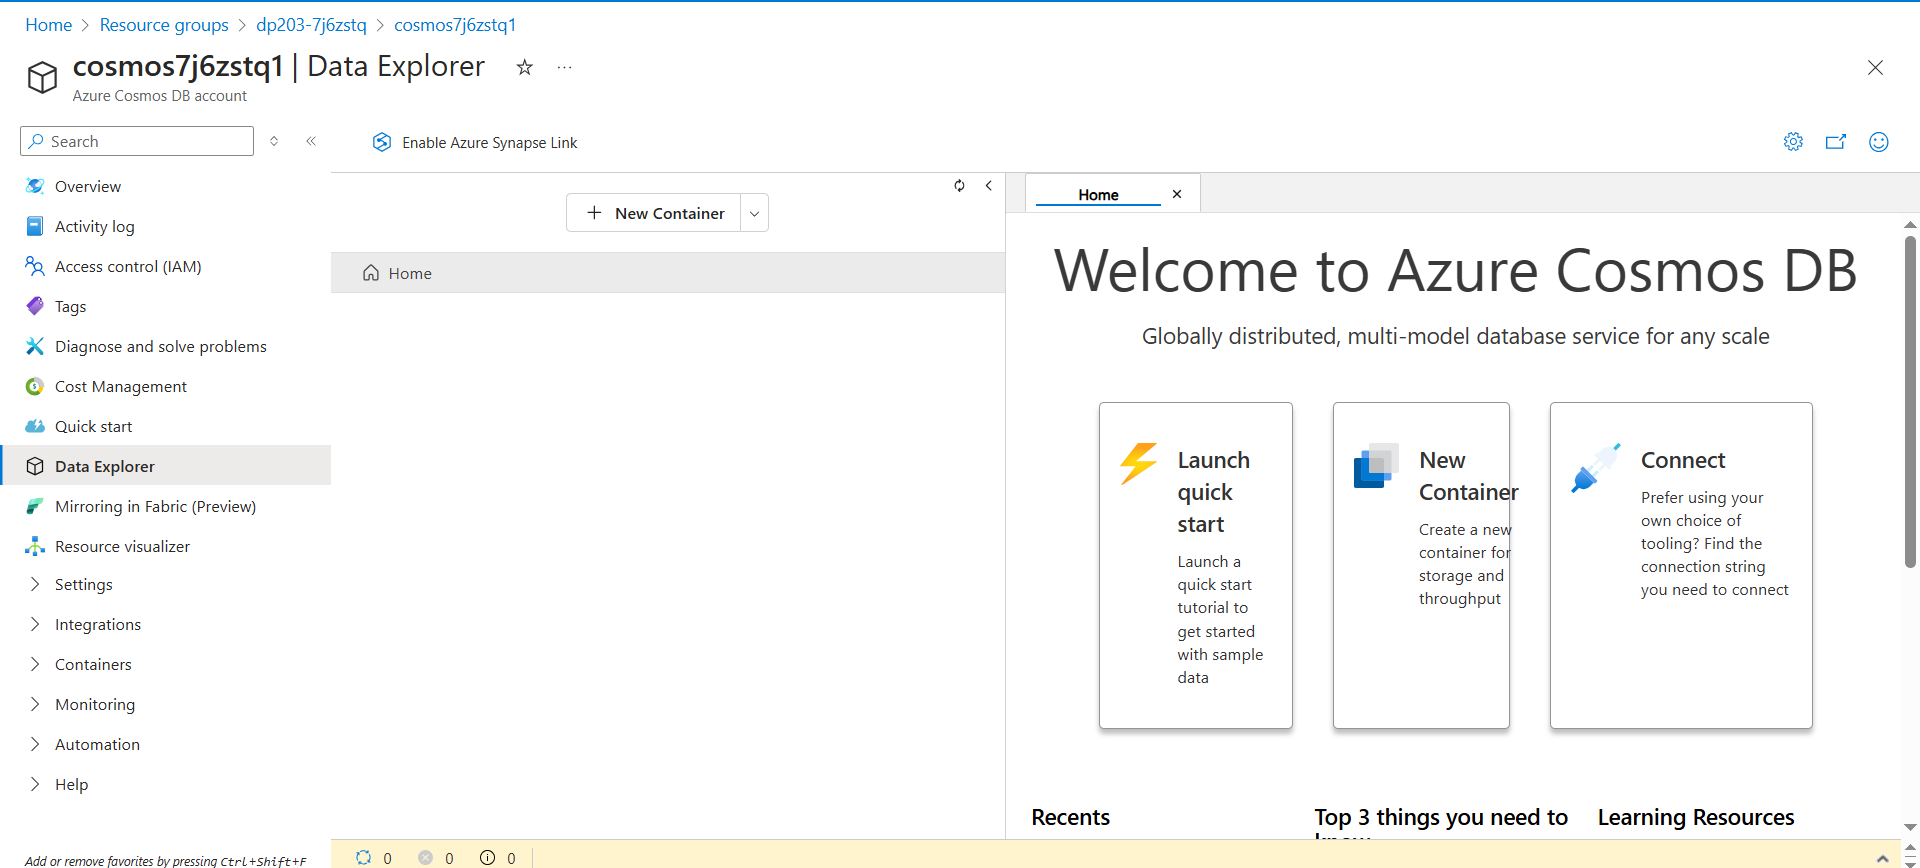 Home > Resource groups > dp203-7j6zstq > cosmos7j6zstq1
cosmos7j6zstq1 | Data Explorer
Azure Cosmos DB account
Search
Enable Azure Synapse Link
Overview
Activity log
Access control (IAM)
Tags
Diagnose and solve problems
Cost Management
Quick start
Data Explorer
Mirroring in Fabric (Preview)
Resource visualizer
Settings
Integrations
Containers
Monitoring
Automation
Help
Add or remove favorites by pressing Ctrl+Shift+F
New Container
Home
Home
Welcome to Azure Cosmos DB
Globally distributed, multi-model database service for any scale
Launch
quick
start
Launch a
quick start
tutorial to
get started
with sample
data
New
Container
Create a new
container for
storage and
throughput
Connect
Prefer using your
own choice of
tooling? Find the
connection string
you need to connect
Recents
Top 3 things you need to
know
Learning Resources
0 0 0